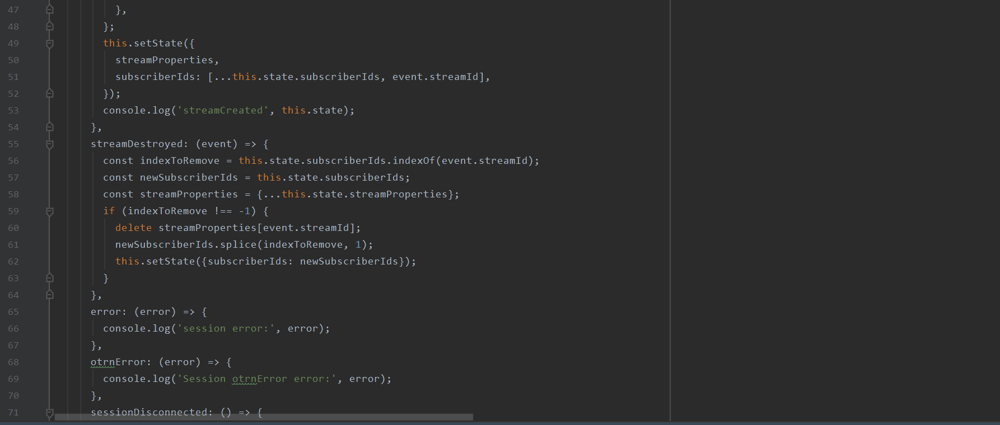 47 },
48 };
49 this.setState({
50 streamProperties,
51 subscriberIds: [...this.state.subscriberIds, event.streamId],
52 });
53 console.log('streamCreated', this.state);
54 },
55 streamDestroyed: (event) => {
56 const indexToRemove = this.state.subscriberIds.indexOf(event.streamId);
57 const newSubscriberIds = this.state.subscriberIds;
58 const streamProperties = {...this.state.streamProperties};
59 if (indexToRemove !== -1) {
60 delete streamProperties[event.streamId];
61 newSubscriberIds.splice(indexToRemove, 1);
62 this.setState({subscriberIds: newSubscriberIds});
63 }
64 },
65 error: (error) => {
66 console.log('session error:', error);
67 },
68 otrnError: (error) => {
69 console.log('Session otrnError error:', error);
70 },
71 sessionDisconnected: () => {